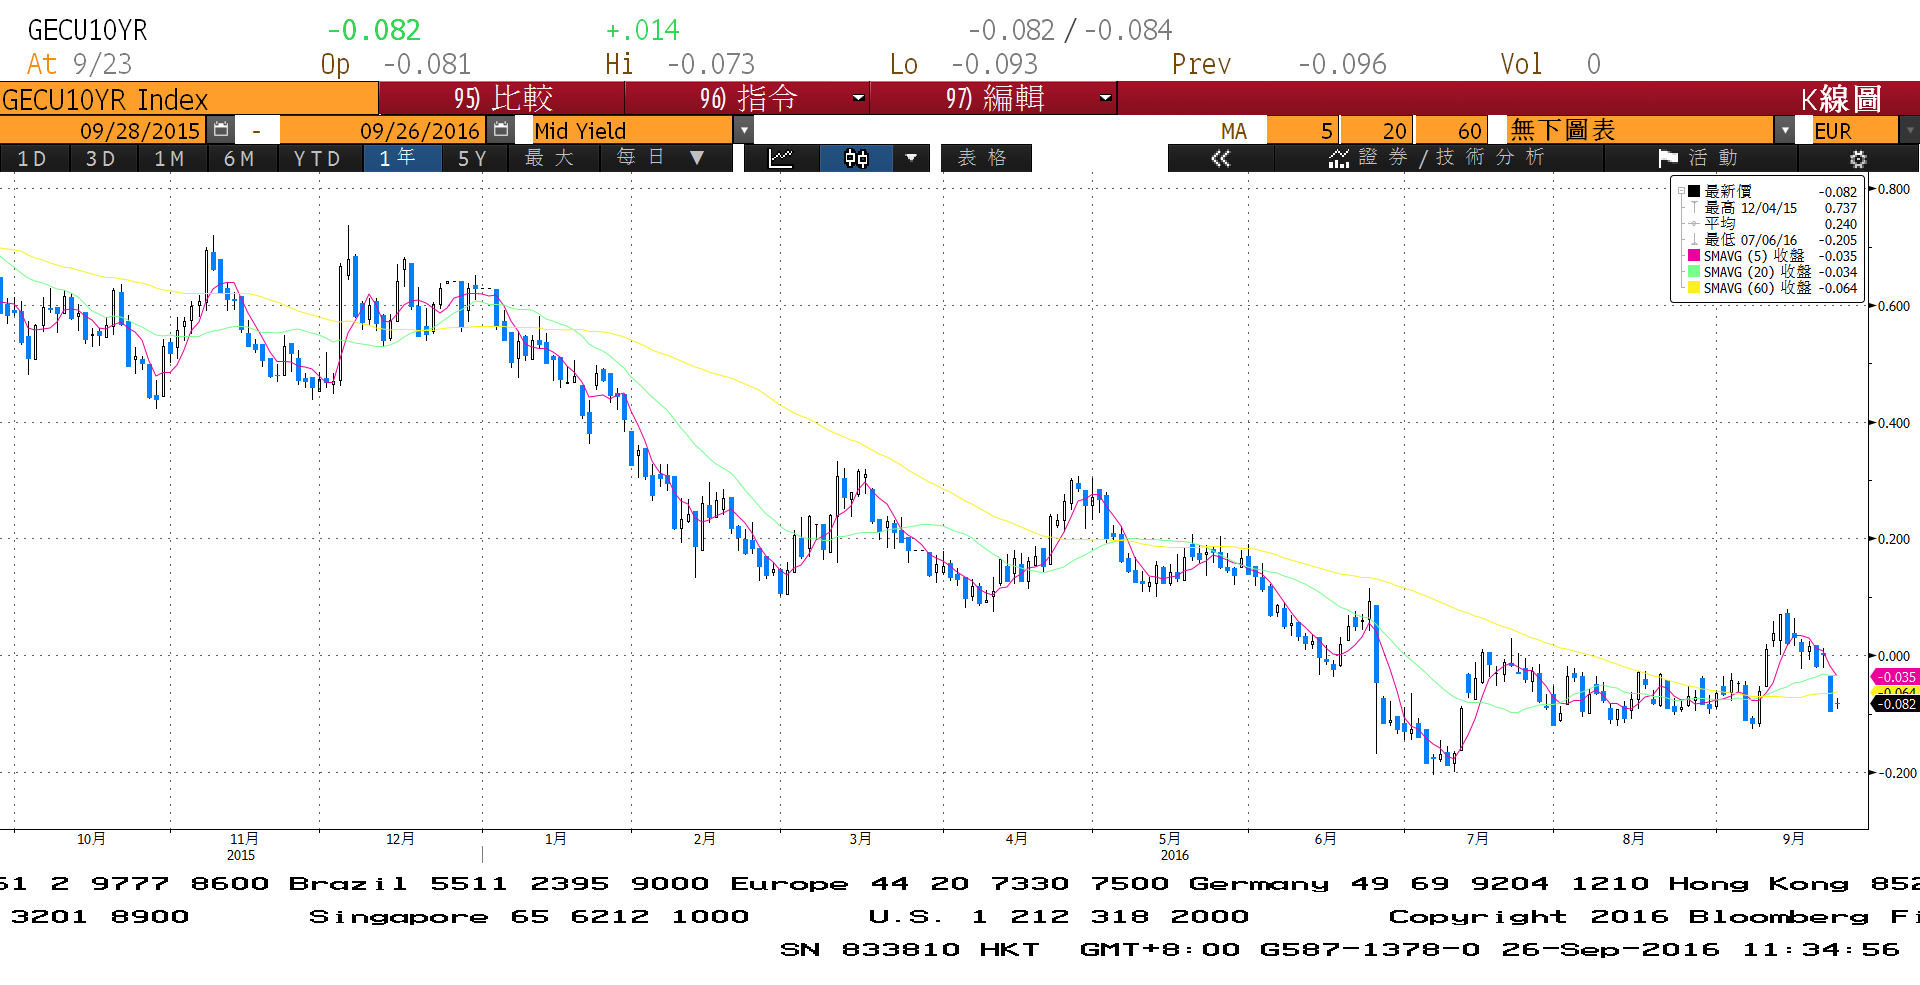 GECU10YR -0.082 +.014 -0.082 / -0.084
At 9/23 Op -0.081 Hi -0.073 Lo -0.093 Prev -0.096 Vol 0
GECU10YR Index 95) 比較 96) 指令 97) 編輯 K線圖
09/28/2015 - 09/26/2016 Mid Yield MA 5 20 60 無下圖表 EUR
1D 3D 1M 6M YTD 1年 5Y 最大 每日 表格 證券/技術分析 活動
最新價 -0.082
最高 12/04/15 0.737
平均 0.240
最低 07/06/16 -0.205
SMAVG (5) 收盤 -0.035
SMAVG (20) 收盤 -0.034
SMAVG (60) 收盤 -0.064
0.800
0.600
0.400
0.200
0.000
-0.035
-0.064
-0.082
-0.200
10月 11月 12月 1月 2月 3月 4月 5月 6月 7月 8月 9月
2015 2016
61 2 9777 8600 Brazil 5511 2395 9000 Europe 44 20 7330 7500 Germany 49 69 9204 1210 Hong Kong 852
3201 8900 Singapore 65 6212 1000 U.S. 1 212 318 2000 Copyright 2016 Bloomberg Fi
SN 833810 HKT GMT+8:00 G587-1378-0 26-Sep-2016 11:34:56